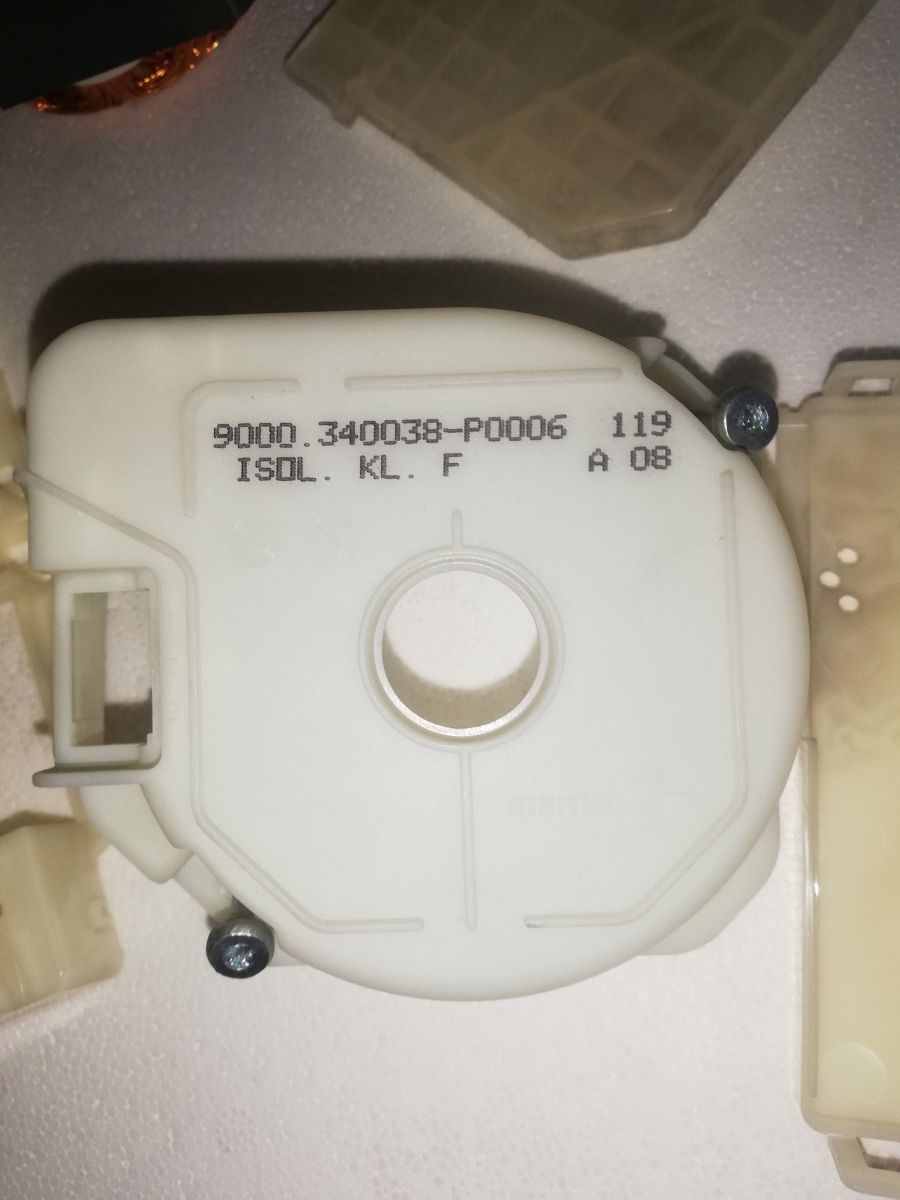 9000.340038-P0006 119
ISOL. KL. F A 08
sisme